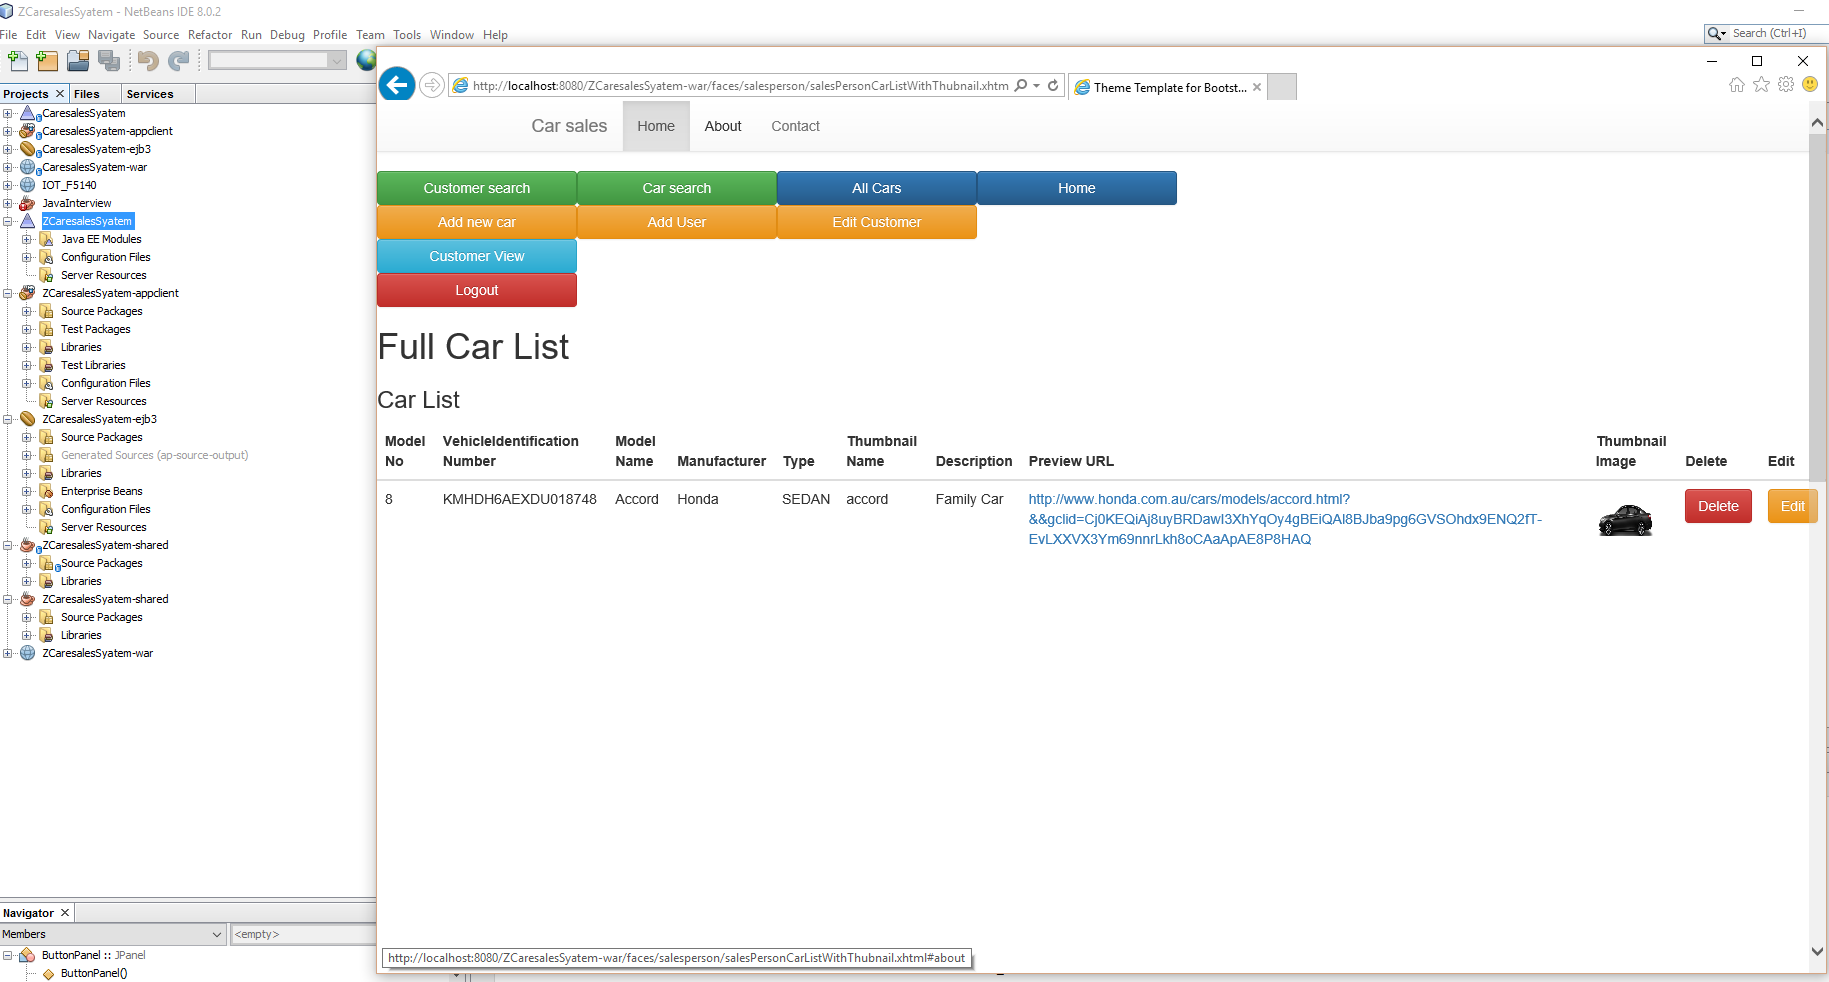 ZCaresalesSyatem - NetBeans IDE 8.0.2
File Edit View Navigate Source Refactor Run Debug Profile Team Tools Window Help
Search (Ctrl+I)
Projects Files Services
CaresalesSyatem
CaresalesSyatem-appclient
CaresalesSyatem-ejb3
CaresalesSyatem-war
IOT_F5140
JavaInterview
ZCaresalesSyatem
Java EE Modules
Configuration Files
Server Resources
ZCaresalesSyatem-appclient
Source Packages
Test Packages
Libraries
Test Libraries
Configuration Files
Server Resources
ZCaresalesSyatem-ejb3
Source Packages
Generated Sources (ap-source-output)
Libraries
Enterprise Beans
Configuration Files
Server Resources
ZCaresalesSyatem-shared
Source Packages
Libraries
ZCaresalesSyatem-shared
Source Packages
Libraries
ZCaresalesSyatem-war
Navigator
Members <empty>
ButtonPanel :: JPanel
ButtonPanel()
http://localhost:8080/ZCaresalesSyatem-war/faces/salesperson/salesPersonCarListWithThubnail.xhtm
Theme Template for Bootst...
Car sales Home About Contact
Customer search Car search All Cars Home
Add new car Add User Edit Customer
Customer View
Logout
Full Car List
Car List
Model VehicleIdentification Model Thumbnail Thumbnail
No Number Name Manufacturer Type Name Description Preview URL Image Delete Edit
8 KMHDH6AEXDU018748 Accord Honda SEDAN accord Family Car http://www.honda.com.au/cars/models/accord.html? Delete Edit
&&gclid=Cj0KEQiAj8uyBRDawI3XhYqOy4gBEiQAl8BJba9pg6GVSOhdx9ENQ2fT-
EvLXXVX3Ym69nnrLkh8oCAaApAE8P8HAQ
http://localhost:8080/ZCaresalesSyatem-war/faces/salesperson/salesPersonCarListWithThubnail.xhtml#about